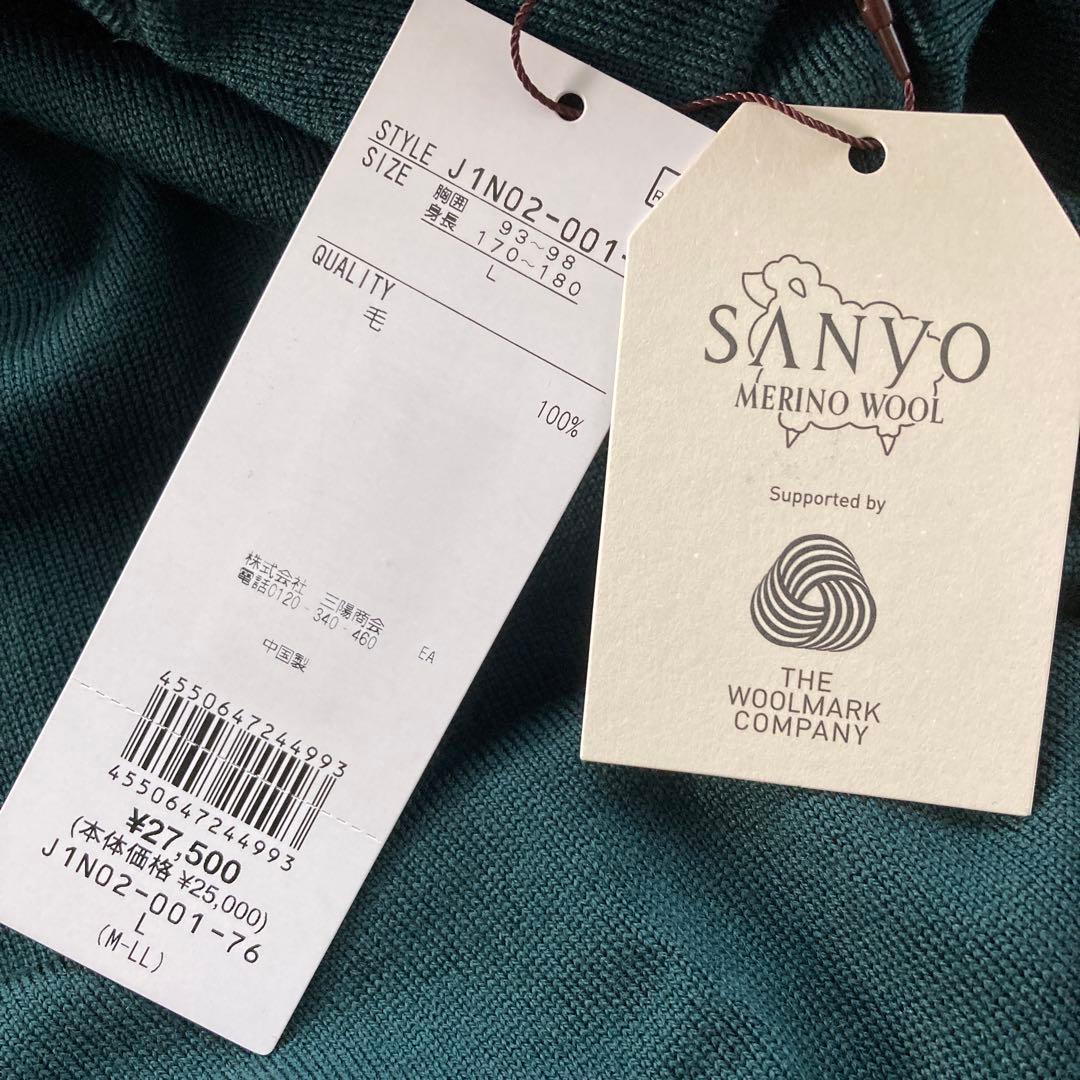 STYLE J1N02-001-
SIZE 胸囲 93~98
身長 170~180
L
QUALITY
毛
100%
株式会社 三陽商会
電話0120-340-460 EA
中国製
4550647244993
4550647244993
¥27,500
(本体価格 ¥25,000)
J1N02-001-76
L
(M-LL)
SANYO
MERINO WOOL
Supported by
THE
WOOLMARK
COMPANY